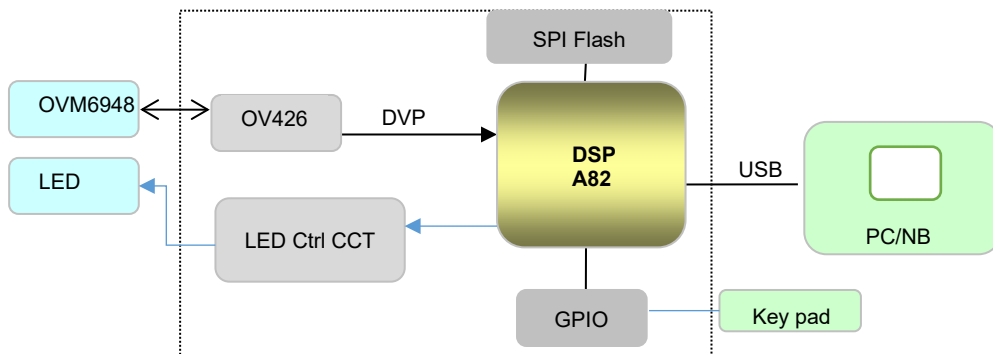 SPI Flash
OVM6948
OV426
DVP
DSP
A82
USB
LED
LED Ctrl CCT
PC/NB
GPIO
Key pad